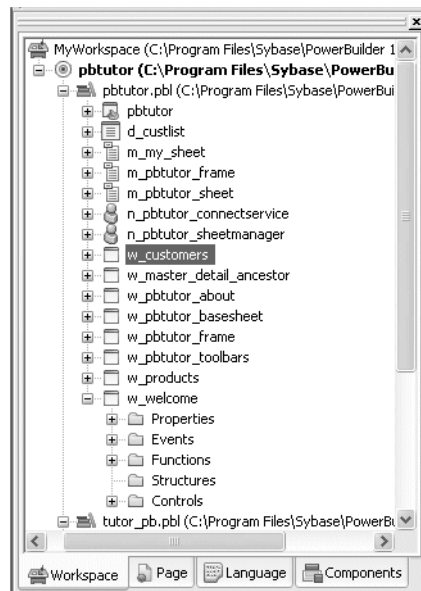 MyWorkspace (C:\Program Files\Sybase\PowerBuilder 1
pbtutor (C:\Program Files\Sybase\PowerBu
pbtutor.pbl (C:\Program Files\Sybase\PowerBui
pbtutor
d_custlist
m_my_sheet
m_pbtutor_frame
m_pbtutor_sheet
n_pbtutor_connectservice
n_pbtutor_sheetmanager
w_customers
w_master_detail_ancestor
w_pbtutor_about
w_pbtutor_basesheet
w_pbtutor_frame
w_pbtutor_toolbars
w_products
w_welcome
Properties
Events
Functions
Structures
Controls
tutor_pb.pbl (C:\Program Files\Sybase\PowerBu
Workspace Page Language Components